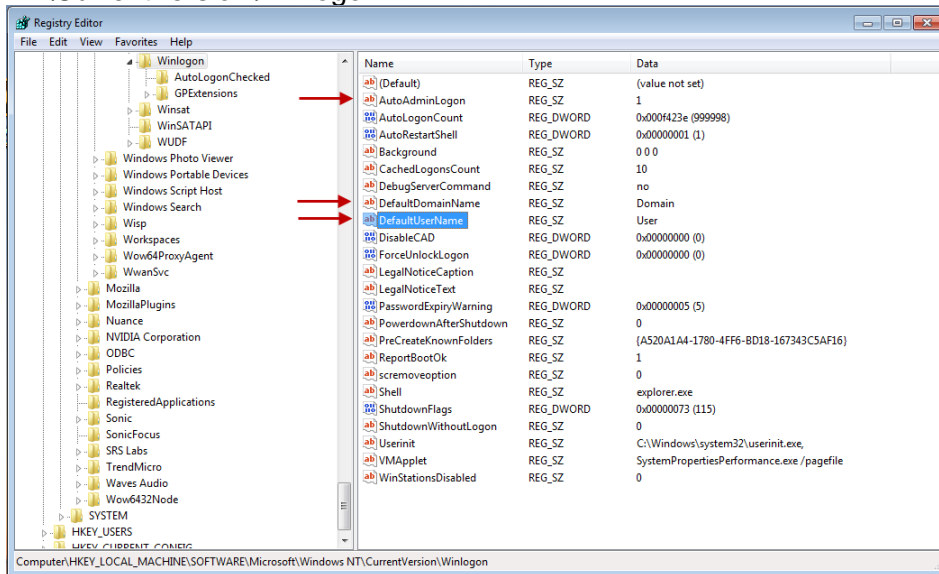 Registry Editor
File Edit View Favorites Help
Winlogon
AutoLogonChecked
GPExtensions
Winsat
WinSATAPI
WUDF
Windows Photo Viewer
Windows Portable Devices
Windows Script Host
Windows Search
Wisp
Workspaces
Wow64ProxyAgent
WwanSvc
Mozilla
MozillaPlugins
Nuance
NVIDIA Corporation
ODBC
Policies
Realtek
RegisteredApplications
Sonic
SonicFocus
SRS Labs
TrendMicro
Waves Audio
Wow6432Node
SYSTEM
HKEY_USERS
HKEY_CURRENT_CONFIG
Name Type Data
(Default) REG_SZ (value not set)
AutoAdminLogon REG_SZ 1
AutoLogonCount REG_DWORD 0x000f423e (999998)
AutoRestartShell REG_DWORD 0x00000001 (1)
Background REG_SZ 0 0 0
CachedLogonsCount REG_SZ 10
DebugServerCommand REG_SZ no
DefaultDomainName REG_SZ Domain
DefaultUserName REG_SZ User
DisableCAD REG_DWORD 0x00000000 (0)
ForceUnlockLogon REG_DWORD 0x00000000 (0)
LegalNoticeCaption REG_SZ
LegalNoticeText REG_SZ
PasswordExpiryWarning REG_DWORD 0x00000005 (5)
PowerdownAfterShutdown REG_SZ 0
PreCreateKnownFolders REG_SZ {A520A1A4-1780-4FF6-BD18-167343C5AF16}
ReportBootOk REG_SZ 1
scremoveoption REG_SZ 0
Shell REG_SZ explorer.exe
ShutdownFlags REG_DWORD 0x00000073 (115)
ShutdownWithoutLogon REG_SZ 0
Userinit REG_SZ C:\Windows\system32\userinit.exe,
VMApplet REG_SZ SystemPropertiesPerformance.exe /pagefile
WinStationsDisabled REG_SZ 0
Computer\HKEY_LOCAL_MACHINE\SOFTWARE\Microsoft\Windows NT\CurrentVersion\Winlogon